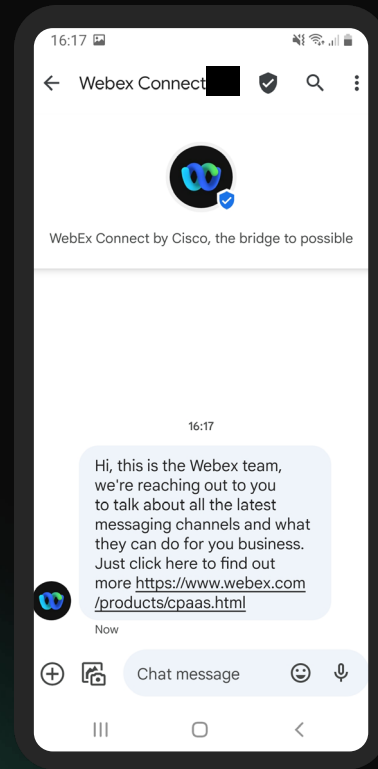 16:17
Webex Connect
WebEx Connect by Cisco, the bridge to possible
16:17
Hi, this is the Webex team,
we're reaching out to you
to talk about all the latest
messaging channels and what
they can do for you business.
Just click here to find out
more https://www.webex.com
/products/cpaas.html
Now
Chat message